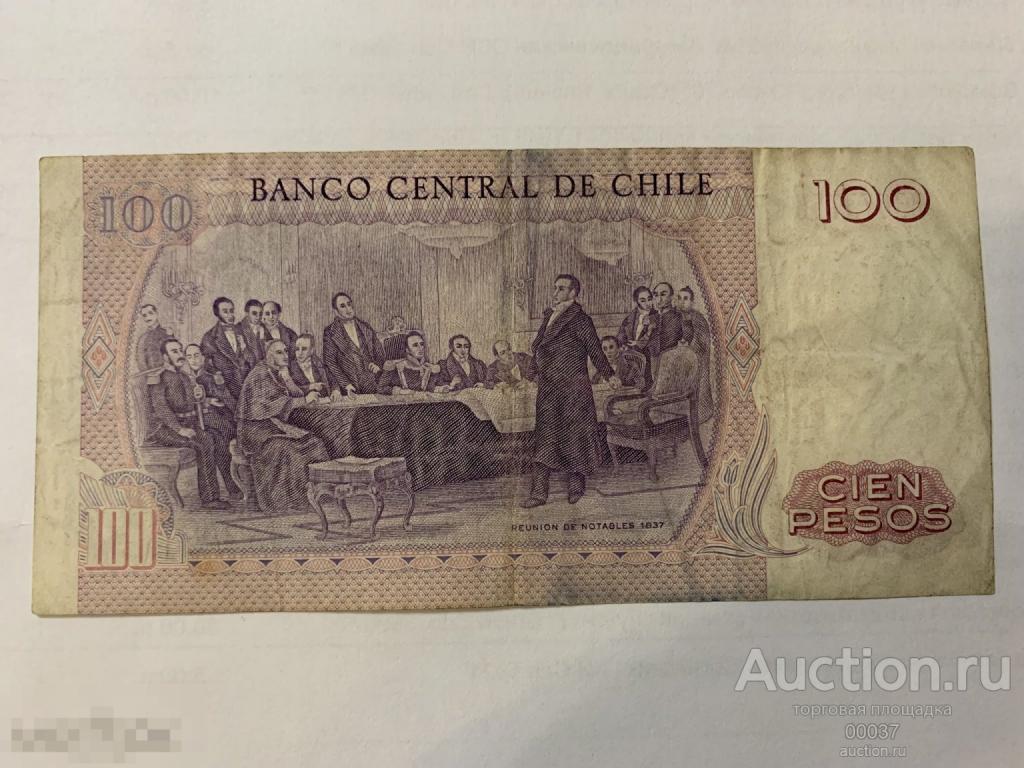 100
BANCO CENTRAL DE CHILE
100
REUNION DE NOTABLES 1837
100
CIEN
PESOS
Auction.ru
торговая площадка
00037
auction.ru